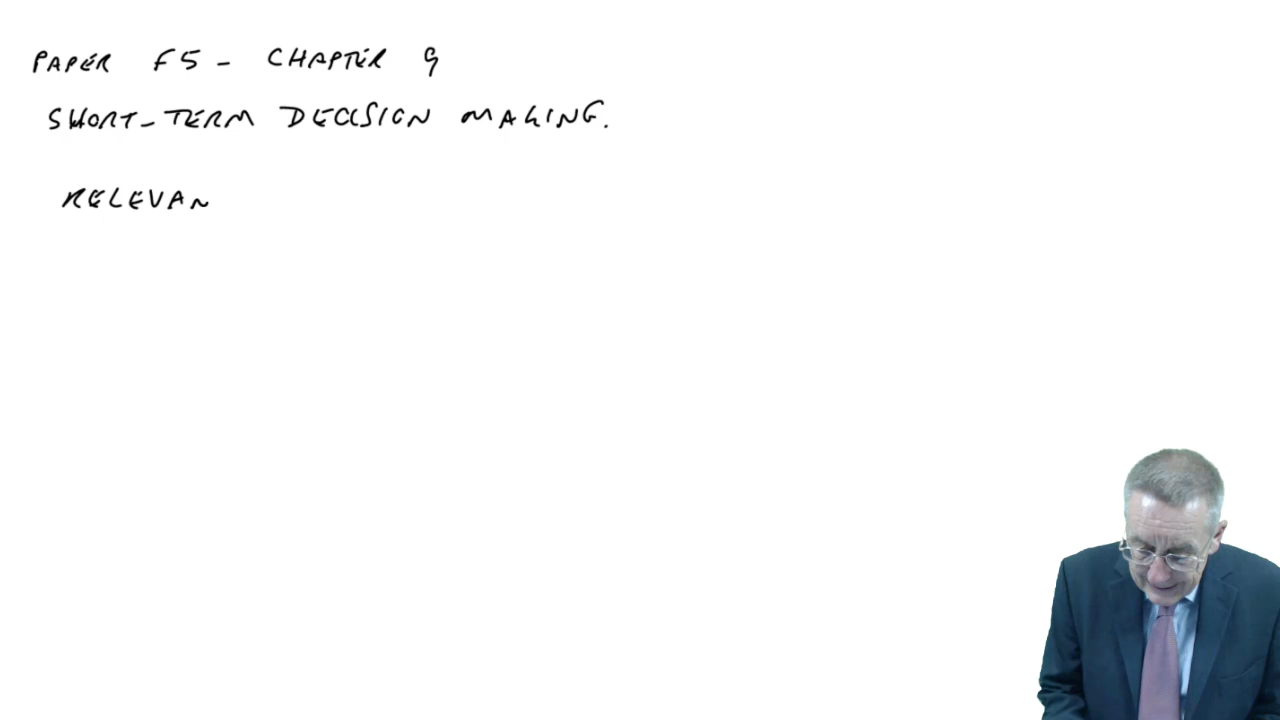 PAPER F5 - CHAPTER 9
SHORT-TERM DECISION MAKING.
RELEVAN